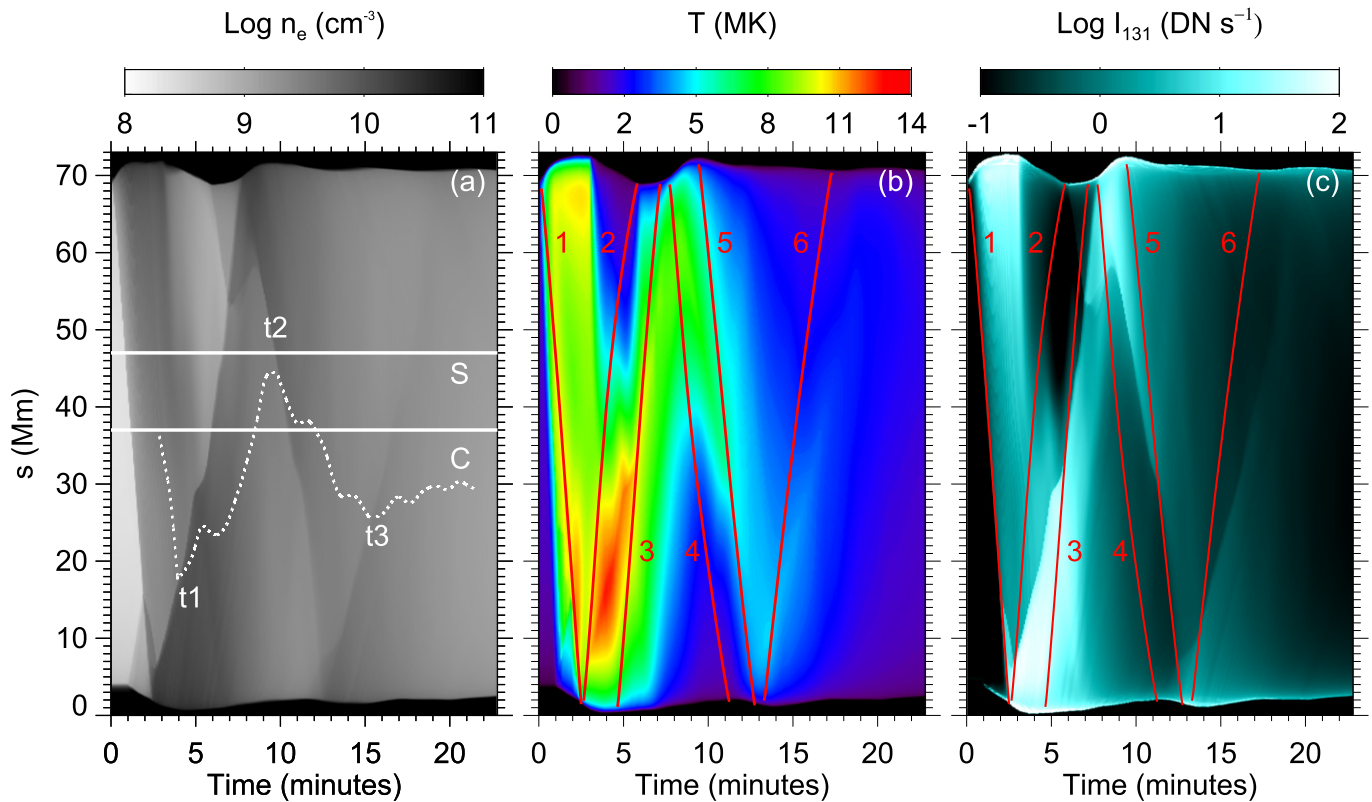 Log nₑ (cm⁻³)
T (MK)
Log I₁₃₁ (DN s⁻¹)
8 9 10 11
0 2 5 8 11 14
-1 0 1 2
(a)
(b)
(c)
70
60
50
40
30
20
10
0
s (Mm)
t2
S
C
t1
t3
1 2 5 6
3 4
1 2 5 6
3 4
0 5 10 15 20
0 5 10 15 20
0 5 10 15 20
Time (minutes)
Time (minutes)
Time (minutes)